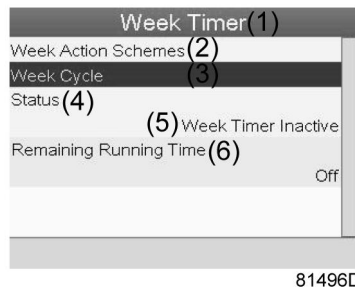 Week Timer(1)
Week Action Schemes(2)
Week Cycle (3)
Status(4)
(5) Week Timer Inactive
Remaining Running Time(6)
Off
81496D